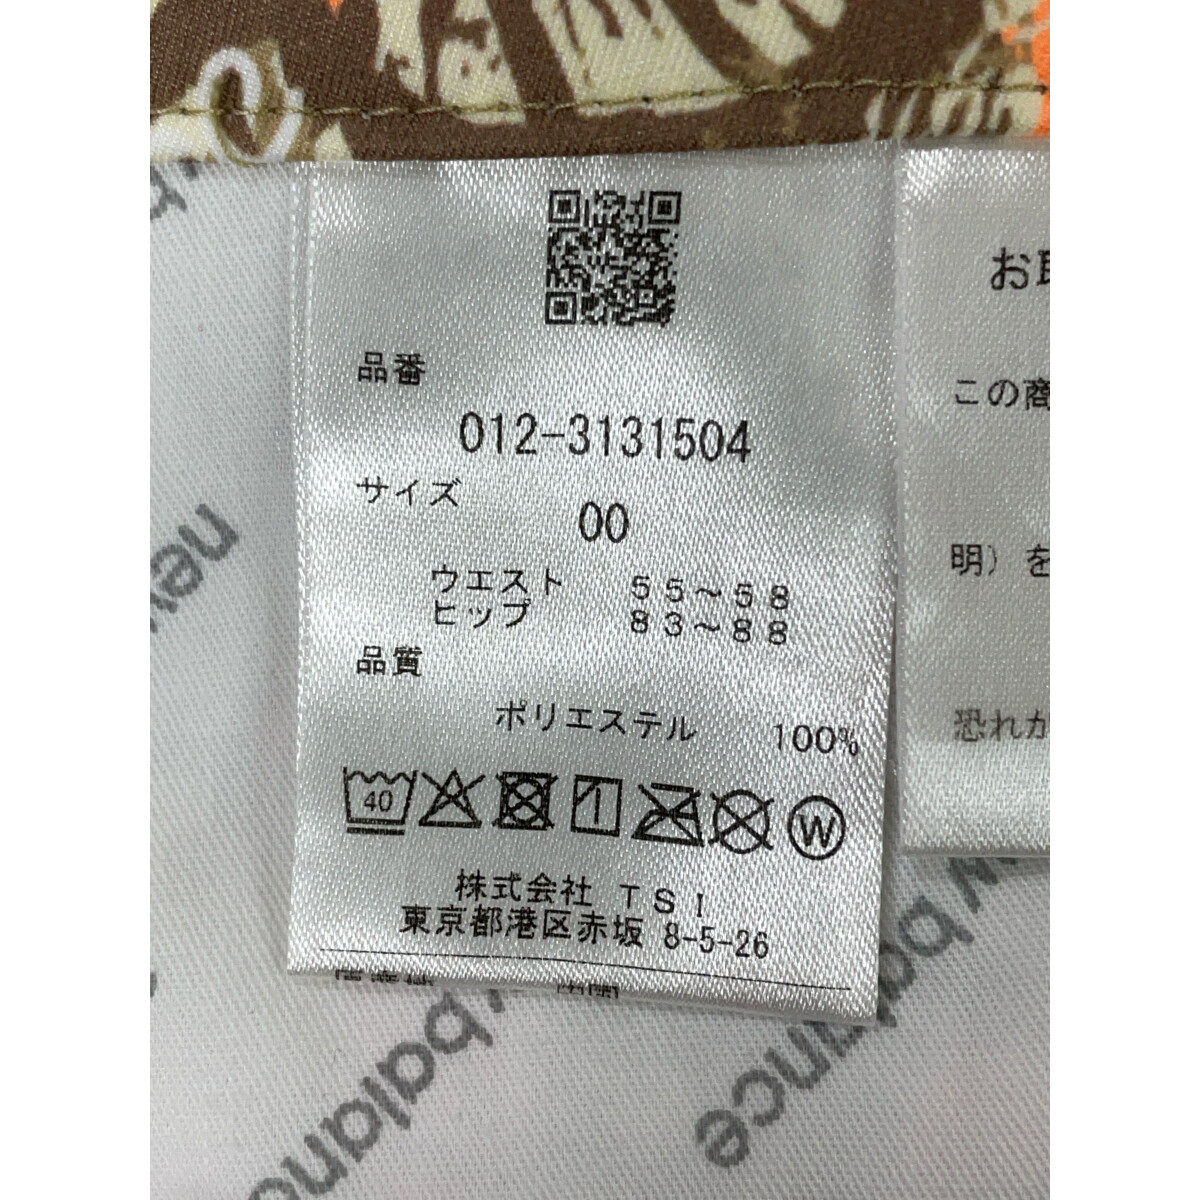 品番
012-3131504
サイズ
00
ウエスト 55~58
ヒップ 83~88
品質
ポリエステル 100%
40
1
W
株式会社 TSI
東京都港区赤坂 8-5-26
お取
この商
明)を
恐れが
new
w balance
w balance